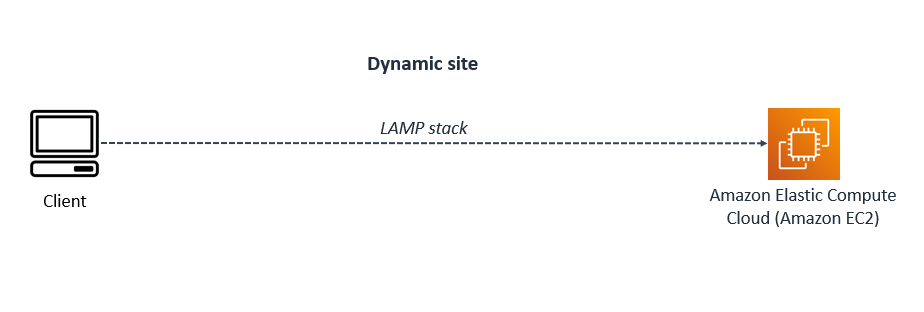 Dynamic site
LAMP stack
Client
Amazon Elastic Compute
Cloud (Amazon EC2)